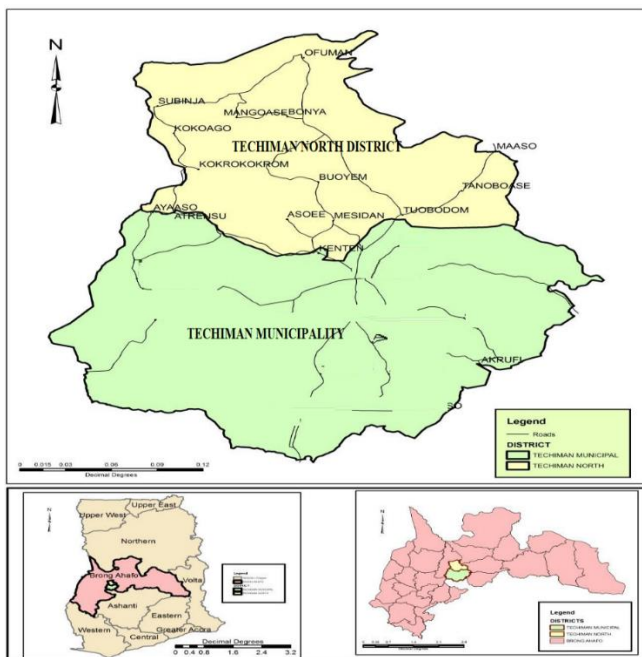 N
OFUMAN
SUBINJA
MANGOASEBONYA
KOKOAGO
TECHIMAN NORTH DISTRICT
MAASO
KOKROKOKROM
BUOYEM
TANOBOASE
AYAASO
ATRENSU
ASOEE
MESIDAN
TUOBODOM
KENTEN
TECHIMAN MUNICIPALITY
AKRUFI
SO
Legend
Roads
DISTRICT
TECHIMAN MUNICIPAL
TECHIMAN NORTH
0 0.015 0.03 0.06 0.09 0.12
Decimal Degrees
Upper East
Upper West
Northern
Brong Ahafo
Volta
Ashanti
Eastern
Western
Central
Greater Accra
Decimal Degrees
0 0.4 0.8 1.6 2.4 3.2
Legend
DISTRICTS
TECHIMAN MUNICIPAL
TECHIMAN NORTH
BRONG AHAFO
Decimal Degrees